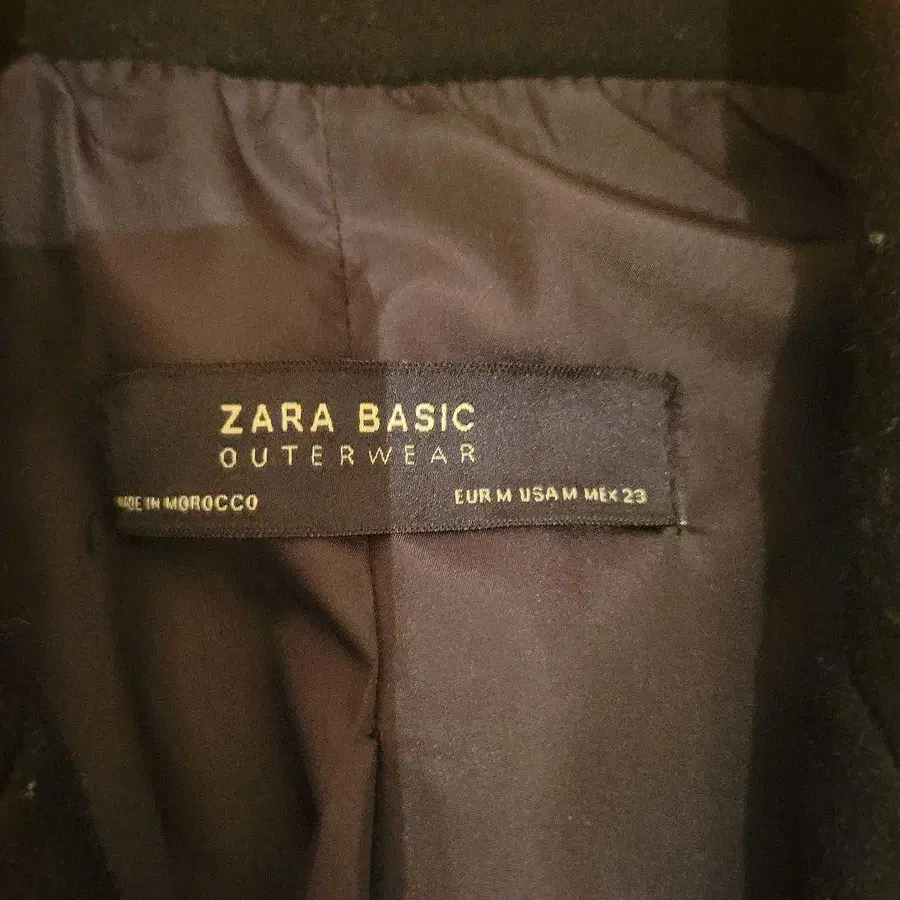 ZARA BASIC
OUTERWEAR
MADE IN MOROCCO
EUR M USA M MEX 23